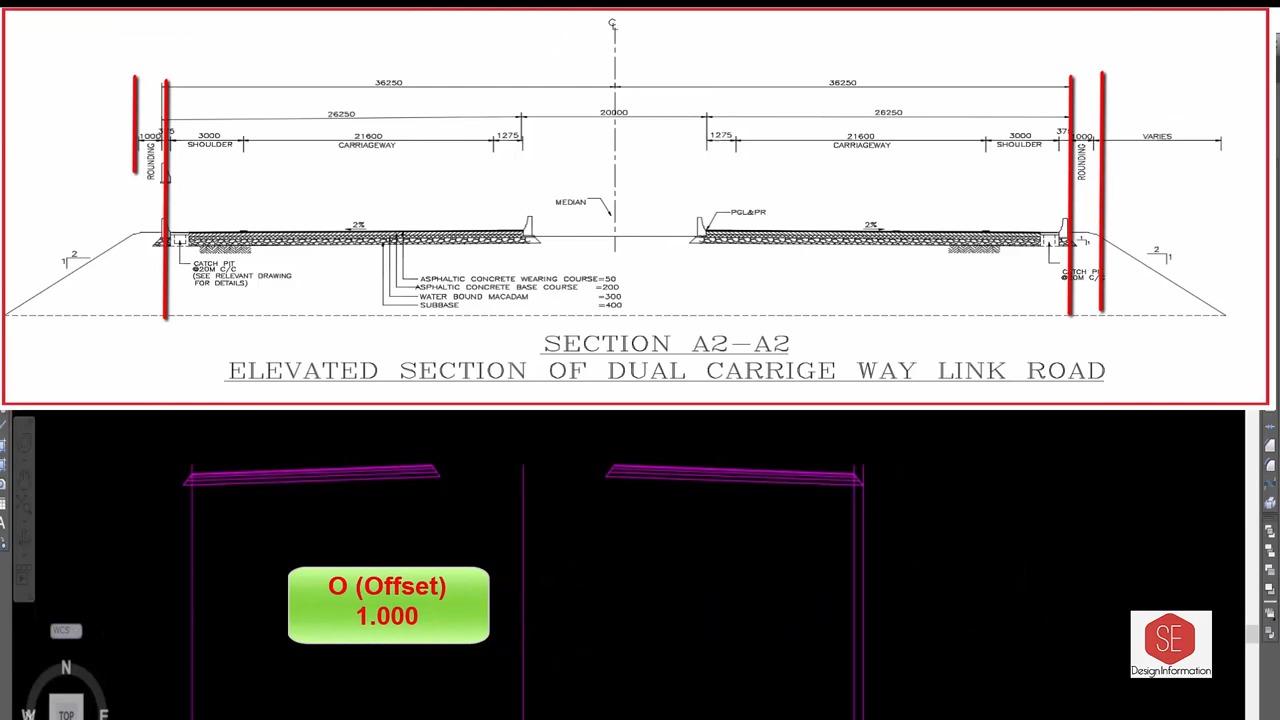 ℄
36250
36250
26250
20000
26250
1000
3000
21600
1275
1275
21600
3000
1000
VARIES
SHOULDER
CARRIAGEWAY
CARRIAGEWAY
SHOULDER
ROUNDING
ROUNDING
MEDIAN
PGL&PR
2%
2%
2
1
2
1
CATCH PIT
@20M C/C
(SEE RELEVANT DRAWING
FOR DETAILS)
ASPHALTIC CONCRETE WEARING COURSE=50
ASPHALTIC CONCRETE BASE COURSE =200
WATER BOUND MACADAM =300
SUBBASE =400
SECTION A2-A2
ELEVATED SECTION OF DUAL CARRIGE WAY LINK ROAD
O (Offset)
1.000
WCS
N
W
TOP
E
SE
Design Information